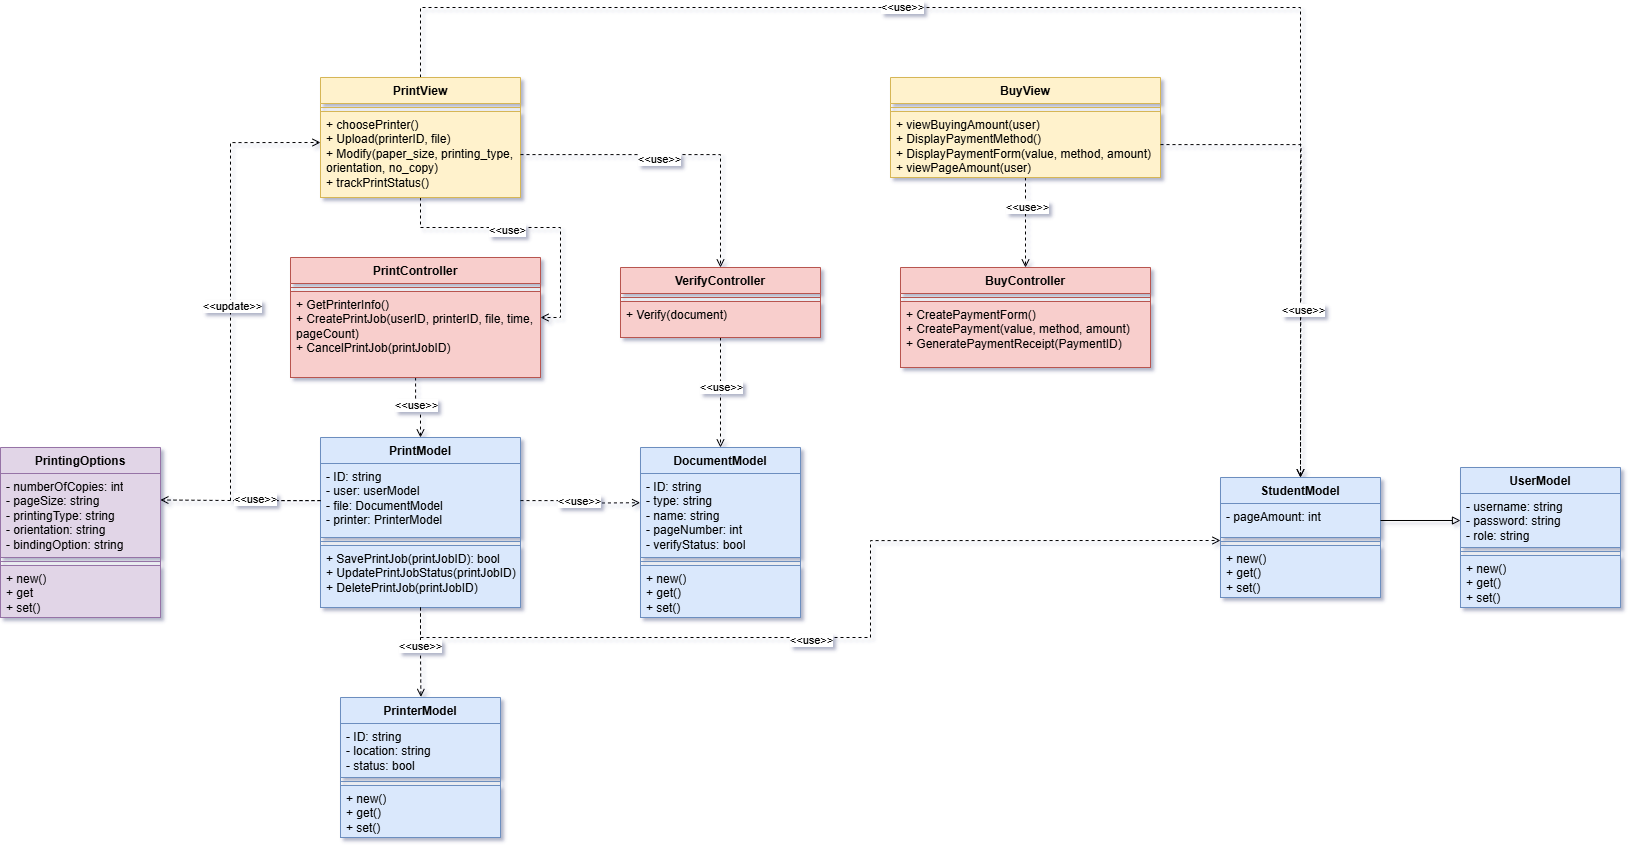 <<use>>
PrintView
+ choosePrinter()
+ Upload(printerID, file)
+ Modify(paper_size, printing_type,
orientation, no_copy)
+ trackPrintStatus()
BuyView
+ viewBuyingAmount(user)
+ DisplayPaymentMethod()
+ DisplayPaymentForm(value, method, amount)
+ viewPageAmount(user)
<<use>>
<<use>>
<<use>
PrintController
+ GetPrinterInfo()
+ CreatePrintJob(userID, printerID, file, time,
pageCount)
+ CancelPrintJob(printJobID)
VerifyController
+ Verify(document)
BuyController
+ CreatePaymentForm()
+ CreatePayment(value, method, amount)
+ GeneratePaymentReceipt(PaymentID)
<<update>>
<<use>>
<<use>>
<<use>>
PrintingOptions
- numberOfCopies: int
- pageSize: string
- printingType: string
- orientation: string
- bindingOption: string
+ new()
+ get
+ set()
<<use>>
PrintModel
- ID: string
- user: userModel
- file: DocumentModel
- printer: PrinterModel
+ SavePrintJob(printJobID): bool
+ UpdatePrintJobStatus(printJobID)
+ DeletePrintJob(printJobID)
<<use>>
DocumentModel
- ID: string
- type: string
- name: string
- pageNumber: int
- verifyStatus: bool
+ new()
+ get()
+ set()
StudentModel
- pageAmount: int
+ new()
+ get()
+ set()
UserModel
- username: string
- password: string
- role: string
+ new()
+ get()
+ set()
<<use>>
<<use>>
PrinterModel
- ID: string
- location: string
- status: bool
+ new()
+ get()
+ set()